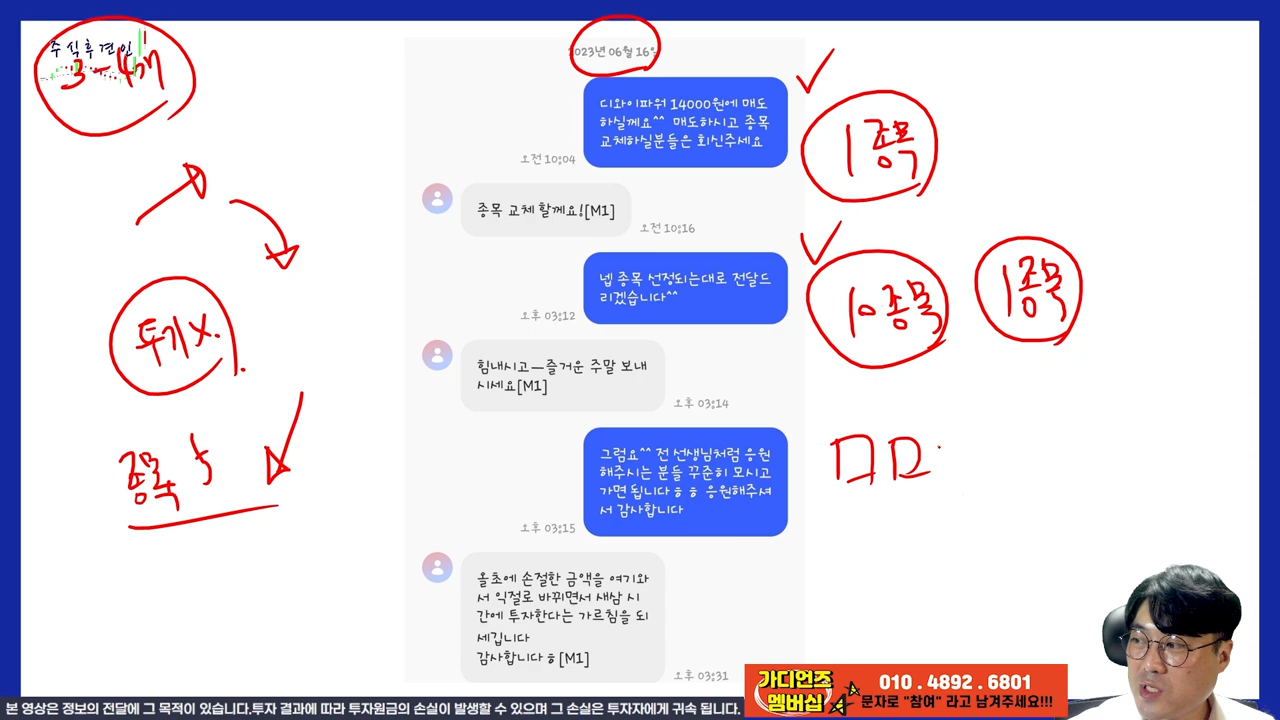 주식후견인
3-4개
2023년 06월 16일
디와이파워 14000원에 매도
하실께요^^ 매도하시고 종목
교체하실분들은 회신주세요
오전 10:04
종목 교체 할께요![M1]
오전 10:16
넵 종목 선정되는대로 전달드
리겠습니다^^
오후 03:12
힘내시고—즐거운 주말 보내
시세요[M1]
오후 03:14
그럼요^^ 전 선생님처럼 응원
해주시는 분들 꾸준히 모시고
가면 됩니다ㅎㅎ 응원해주셔
서 감사합니다
오후 03:15
올초에 손절한 금액을 여기와
서 익절로 바뀌면서 새삼 시
간에 투자한다는 가르침을 되
세깁니다
감사합니다ㅎ[M1]
오후 03:31
1종목
10종목
1종목
투기X.
종목 수
ㅁㅁ
가디언즈
멤버십
010 . 4892 . 6801
문자로 "참여" 라고 남겨주세요!!!
본 영상은 정보의 전달에 그 목적이 있습니다.투자 결과에 따라 투자원금의 손실이 발생할 수 있으며 그 손실은 투자자에게 귀속 됩니다.